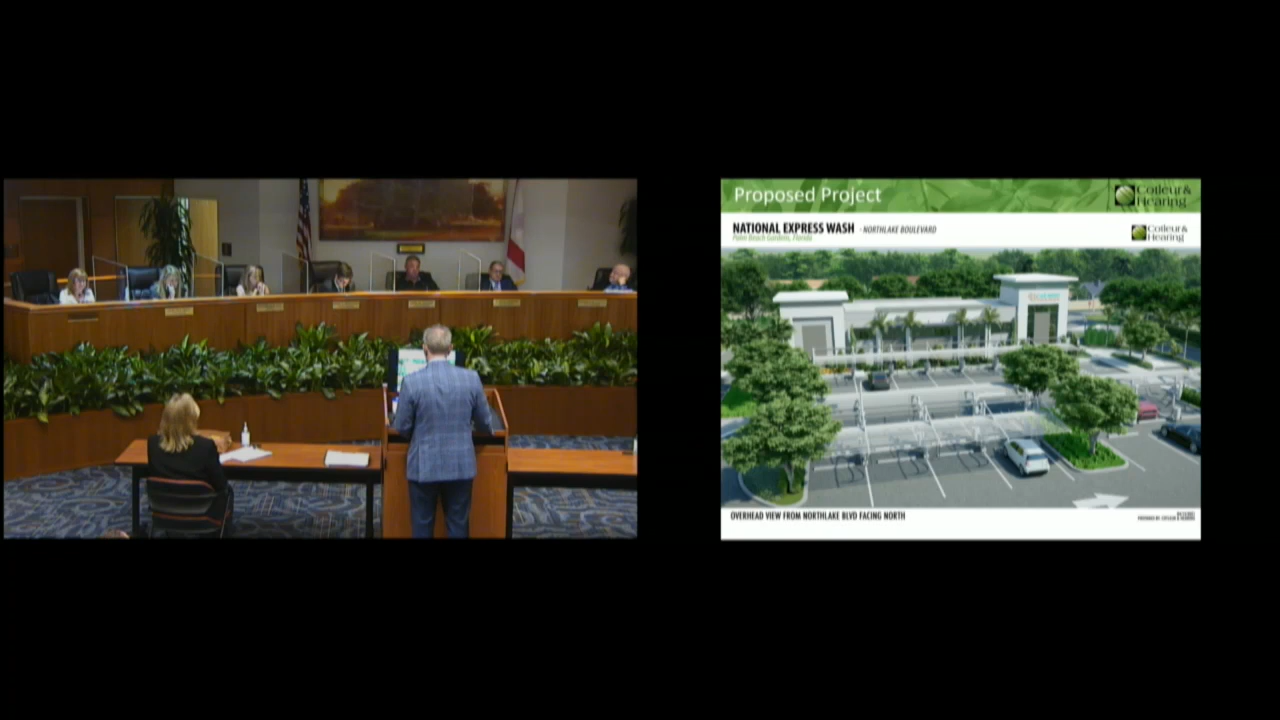 Proposed Project
Cotleur&
Hearing
NATIONAL EXPRESS WASH - NORTHLAKE BOULEVARD
Palm Beach Gardens, Florida
Cotleur&
Hearing
OVERHEAD VIEW FROM NORTHLAKE BLVD FACING NORTH